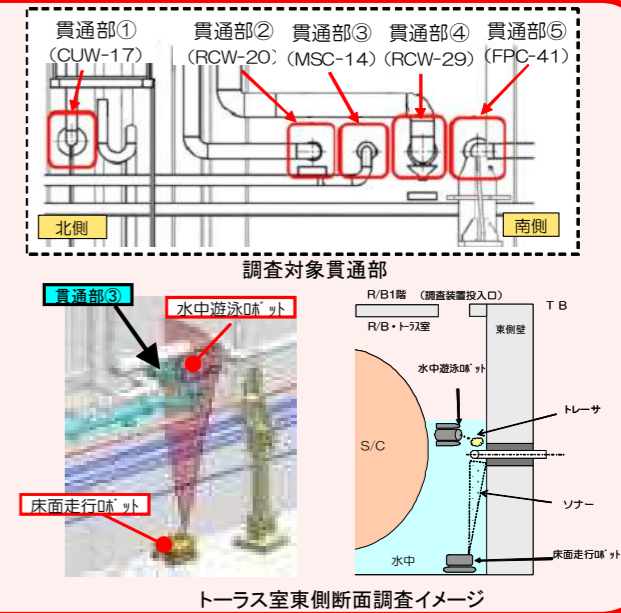 貫通部① 貫通部② 貫通部③ 貫通部④ 貫通部⑤
(CUW-17) (RCW-20) (MSC-14) (RCW-29) (FPC-41)
北側
南側
調査対象貫通部
貫通部③
水中遊泳ﾛﾎﾞｯﾄ
床面走行ﾛﾎﾞｯﾄ
R/B1階 (調査装置投入口)
TB
R/B・ﾄｰﾗｽ室
東側壁
水中遊泳ﾛﾎﾞｯﾄ
トレーサ
S/C
ソナー
水中
床面走行ﾛﾎﾞｯﾄ
トーラス室東側断面調査イメージ